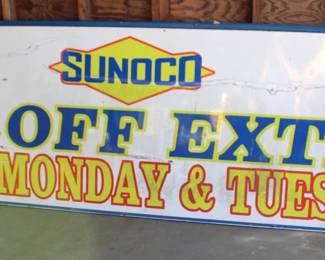 SUNOCO
OFF EXT
MONDAY & TUES